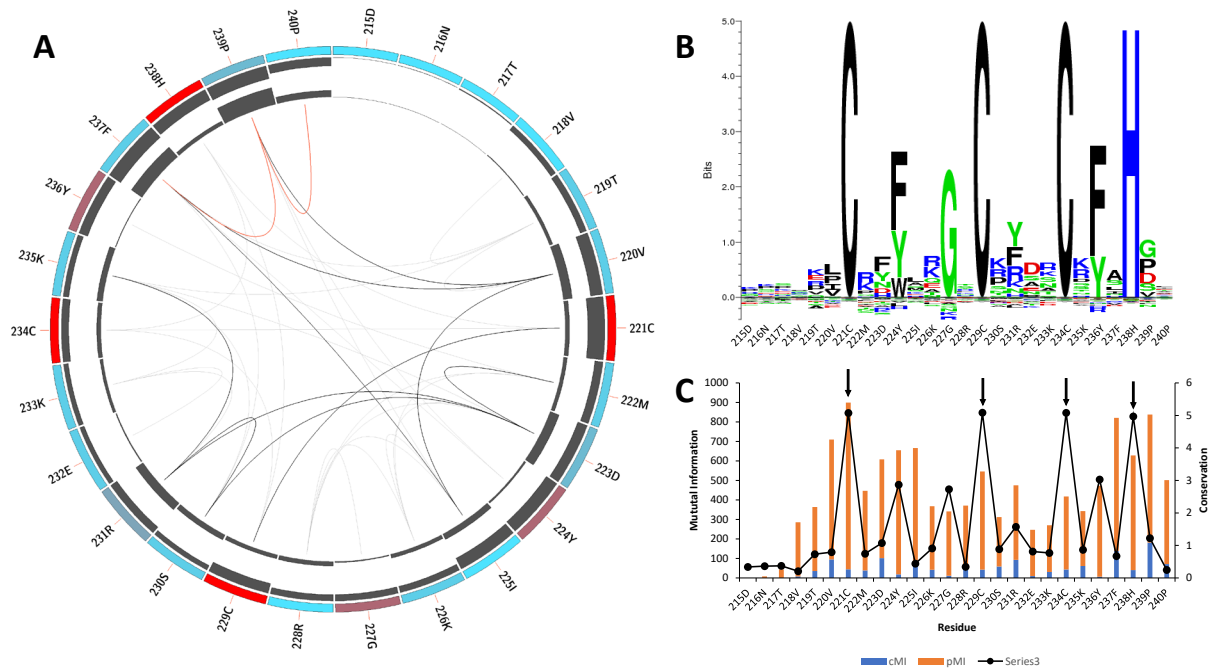 A
215D
216N
217T
218V
219T
220V
221C
222M
223D
224Y
225I
226K
227G
228R
229C
230S
231R
232E
233K
234C
235K
236Y
237F
238H
239P
240P
B
Bits
5.0
4.0
3.0
2.0
1.0
0.0
C F Y W G C Y F R D C F Y H G P D
215D 216N 217T 218V 219T 220V 221C 222M 223D 224Y 225I 226K 227G 228R 229C 230S 231R 232E 233K 234C 235K 236Y 237F 238H 239P 240P
C
Mututal Information
1000
900
800
700
600
500
400
300
200
100
0
6
5
4
3
2
1
0
Conservation
215D 216N 217T 218V 219T 220V 221C 222M 223D 224Y 225I 226K 227G 228R 229C 230S 231R 232E 233K 234C 235K 236Y 237F 238H 239P 240P
Residue
cMI pMI Series3